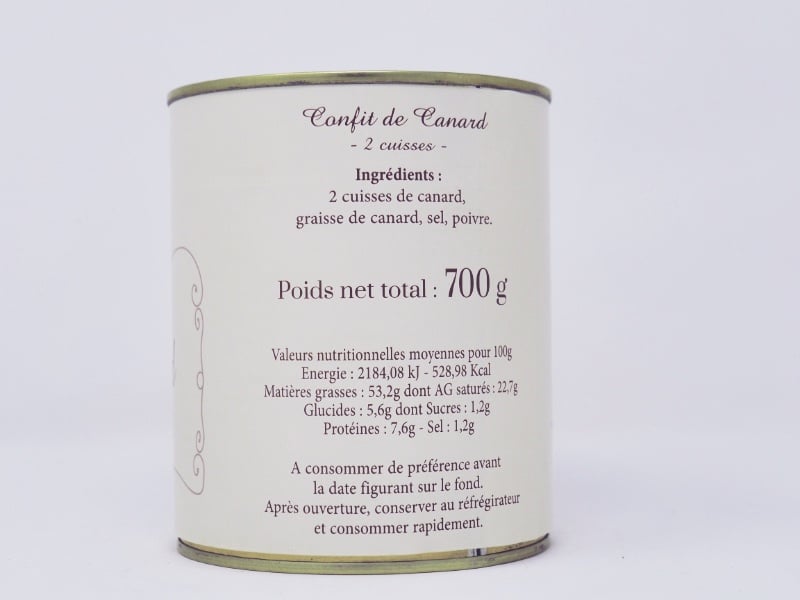 Confit de Canard
- 2 cuisses -
Ingrédients :
2 cuisses de canard,
graisse de canard, sel, poivre.
Poids net total : 700 g
Valeurs nutritionnelles moyennes pour 100g
Energie : 2184,08 kJ - 528,98 Kcal
Matières grasses : 53,2g dont AG saturés : 22,7g
Glucides : 5,6g dont Sucres : 1,2g
Protéines : 7,6g - Sel : 1,2g
A consommer de préférence avant
la date figurant sur le fond.
Après ouverture, conserver au réfrégirateur
et consommer rapidement.